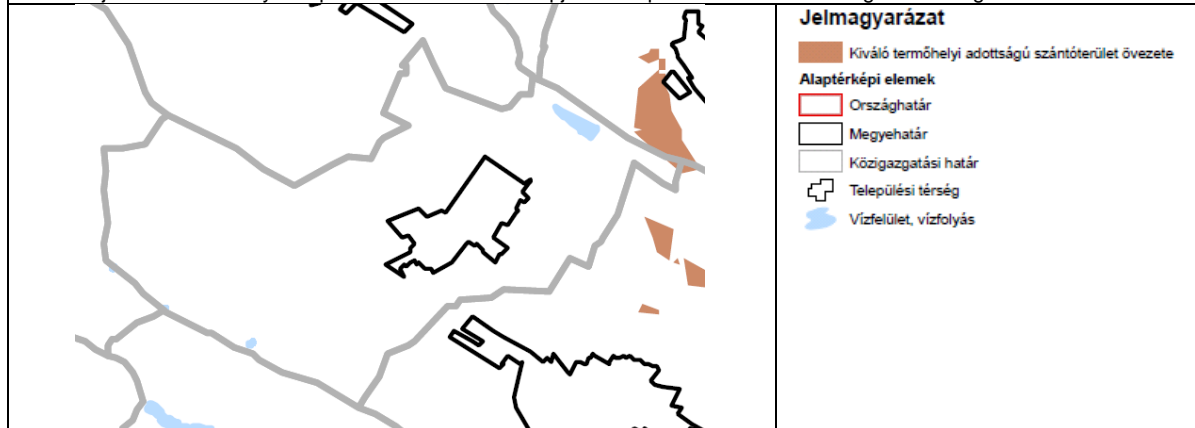 Jelmagyarázat
Kiváló termőhelyi adottságú szántóterület övezete
Alaptérképi elemek
Országhatár
Megyehatár
Közigazgatási határ
Települési térség
Vízfelület, vízfolyás